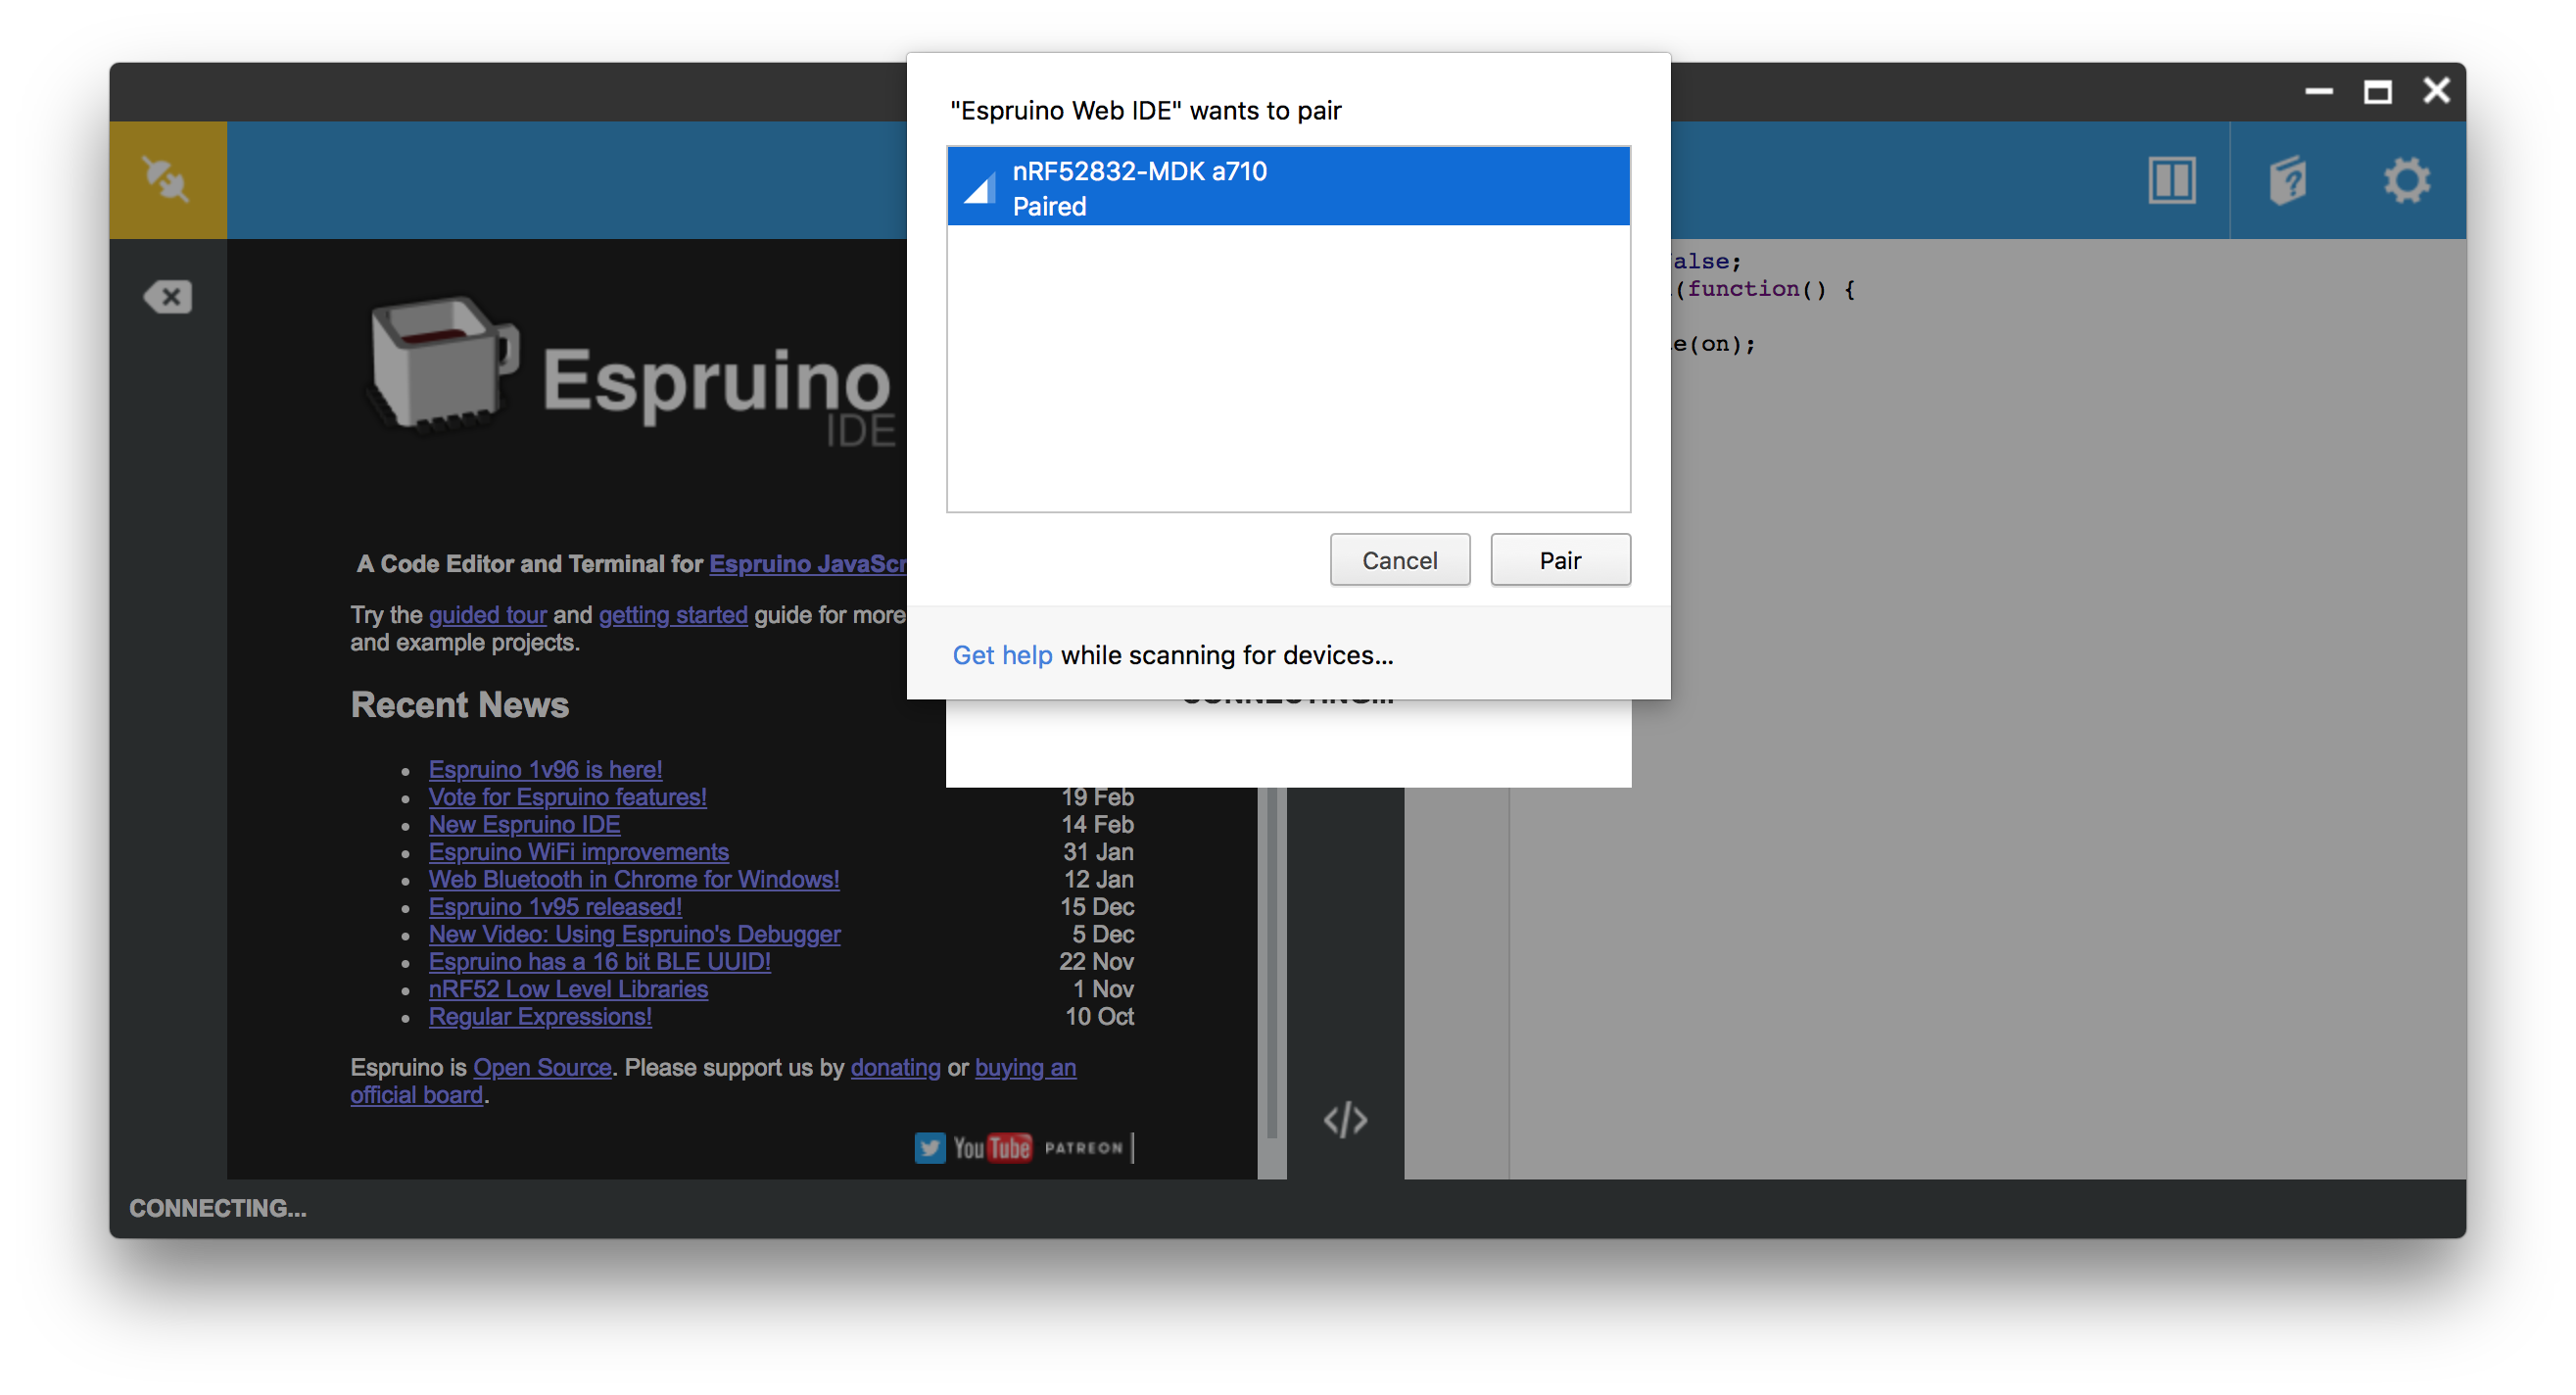 "Espruino Web IDE" wants to pair
nRF52832-MDK a710
Paired
Cancel
Pair
Get help while scanning for devices...
CONNECTING...
Espruino
IDE
A Code Editor and Terminal for Espruino JavaScr
Try the guided tour and getting started guide for more
and example projects.
Recent News
Espruino 1v96 is here!
Vote for Espruino features! 19 Feb
New Espruino IDE 14 Feb
Espruino WiFi improvements 31 Jan
Web Bluetooth in Chrome for Windows! 12 Jan
Espruino 1v95 released! 15 Dec
New Video: Using Espruino's Debugger 5 Dec
Espruino has a 16 bit BLE UUID! 22 Nov
nRF52 Low Level Libraries 1 Nov
Regular Expressions! 10 Oct
Espruino is Open Source. Please support us by donating or buying an
official board.
YouTube PATREON
alse;
(function() {
e(on);
</>
CONNECTING...